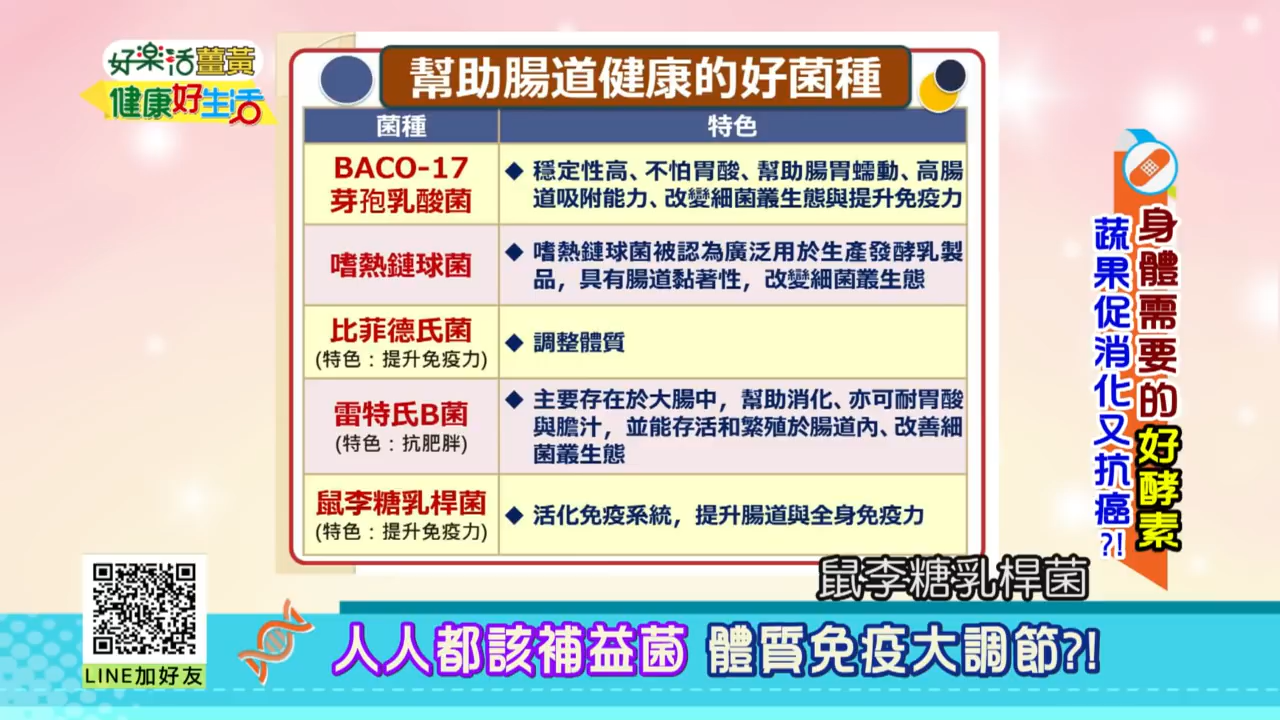 好楽活薑黃
健康好生活
幫助腸道健康的好菌種
菌種
特色
BACO-17
芽孢乳酸菌
◆ 穩定性高、不怕胃酸、幫助腸胃蠕動、高腸
道吸附能力、改變細菌叢生態與提升免疫力
嗜熱鏈球菌
◆ 嗜熱鏈球菌被認為廣泛用於生產發酵乳製
品，具有腸道黏著性，改變細菌叢生態
比菲德氏菌
(特色：提升免疫力)
◆ 調整體質
雷特氏B菌
(特色：抗肥胖)
◆ 主要存在於大腸中，幫助消化、亦可耐胃酸
與膽汁，並能存活和繁殖於腸道內、改善細
菌叢生態
鼠李糖乳桿菌
(特色：提升免疫力)
◆ 活化免疫系統，提升腸道與全身免疫力
身體需要的好酵素
蔬果促消化又抗癌?!
鼠李糖乳桿菌
人人都該補益菌 體質免疫大調節?!
LINE加好友